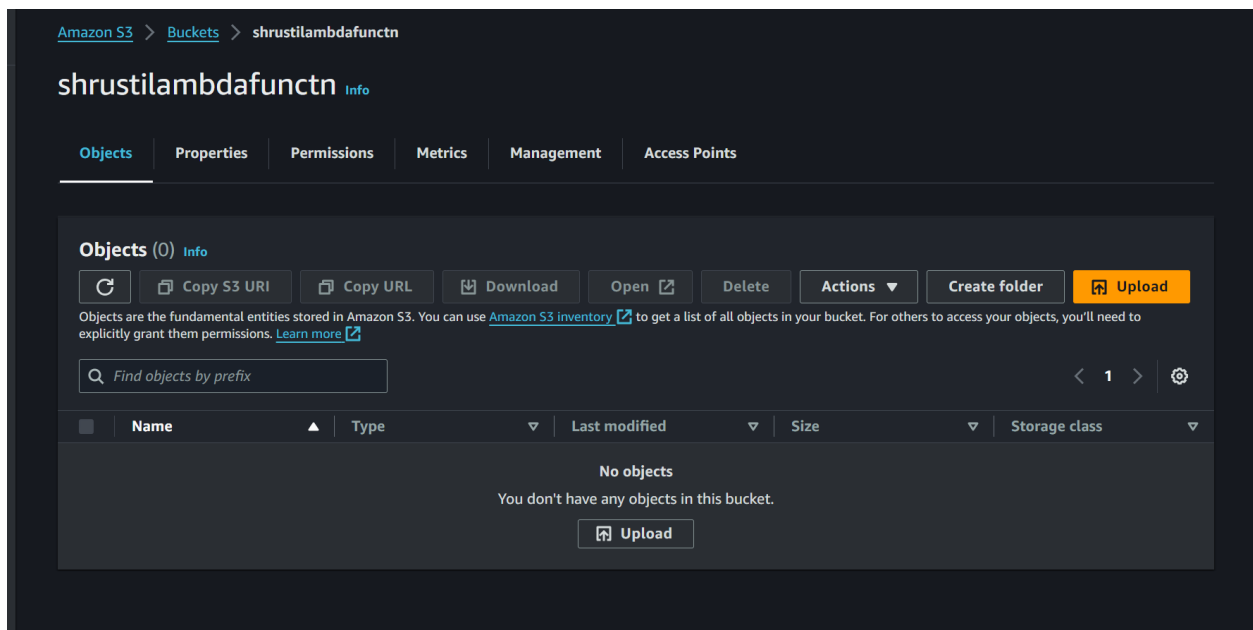 Amazon S3 > Buckets > shrustilambdafunctn
shrustilambdafunctn Info
Objects Properties Permissions Metrics Management Access Points
Objects (0) Info
Copy S3 URI Copy URL Download Open Delete Actions Create folder Upload
Objects are the fundamental entities stored in Amazon S3. You can use Amazon S3 inventory to get a list of all objects in your bucket. For others to access your objects, you'll need to
explicitly grant them permissions. Learn more
Find objects by prefix < 1 >
Name Type Last modified Size Storage class
No objects
You don't have any objects in this bucket.
Upload